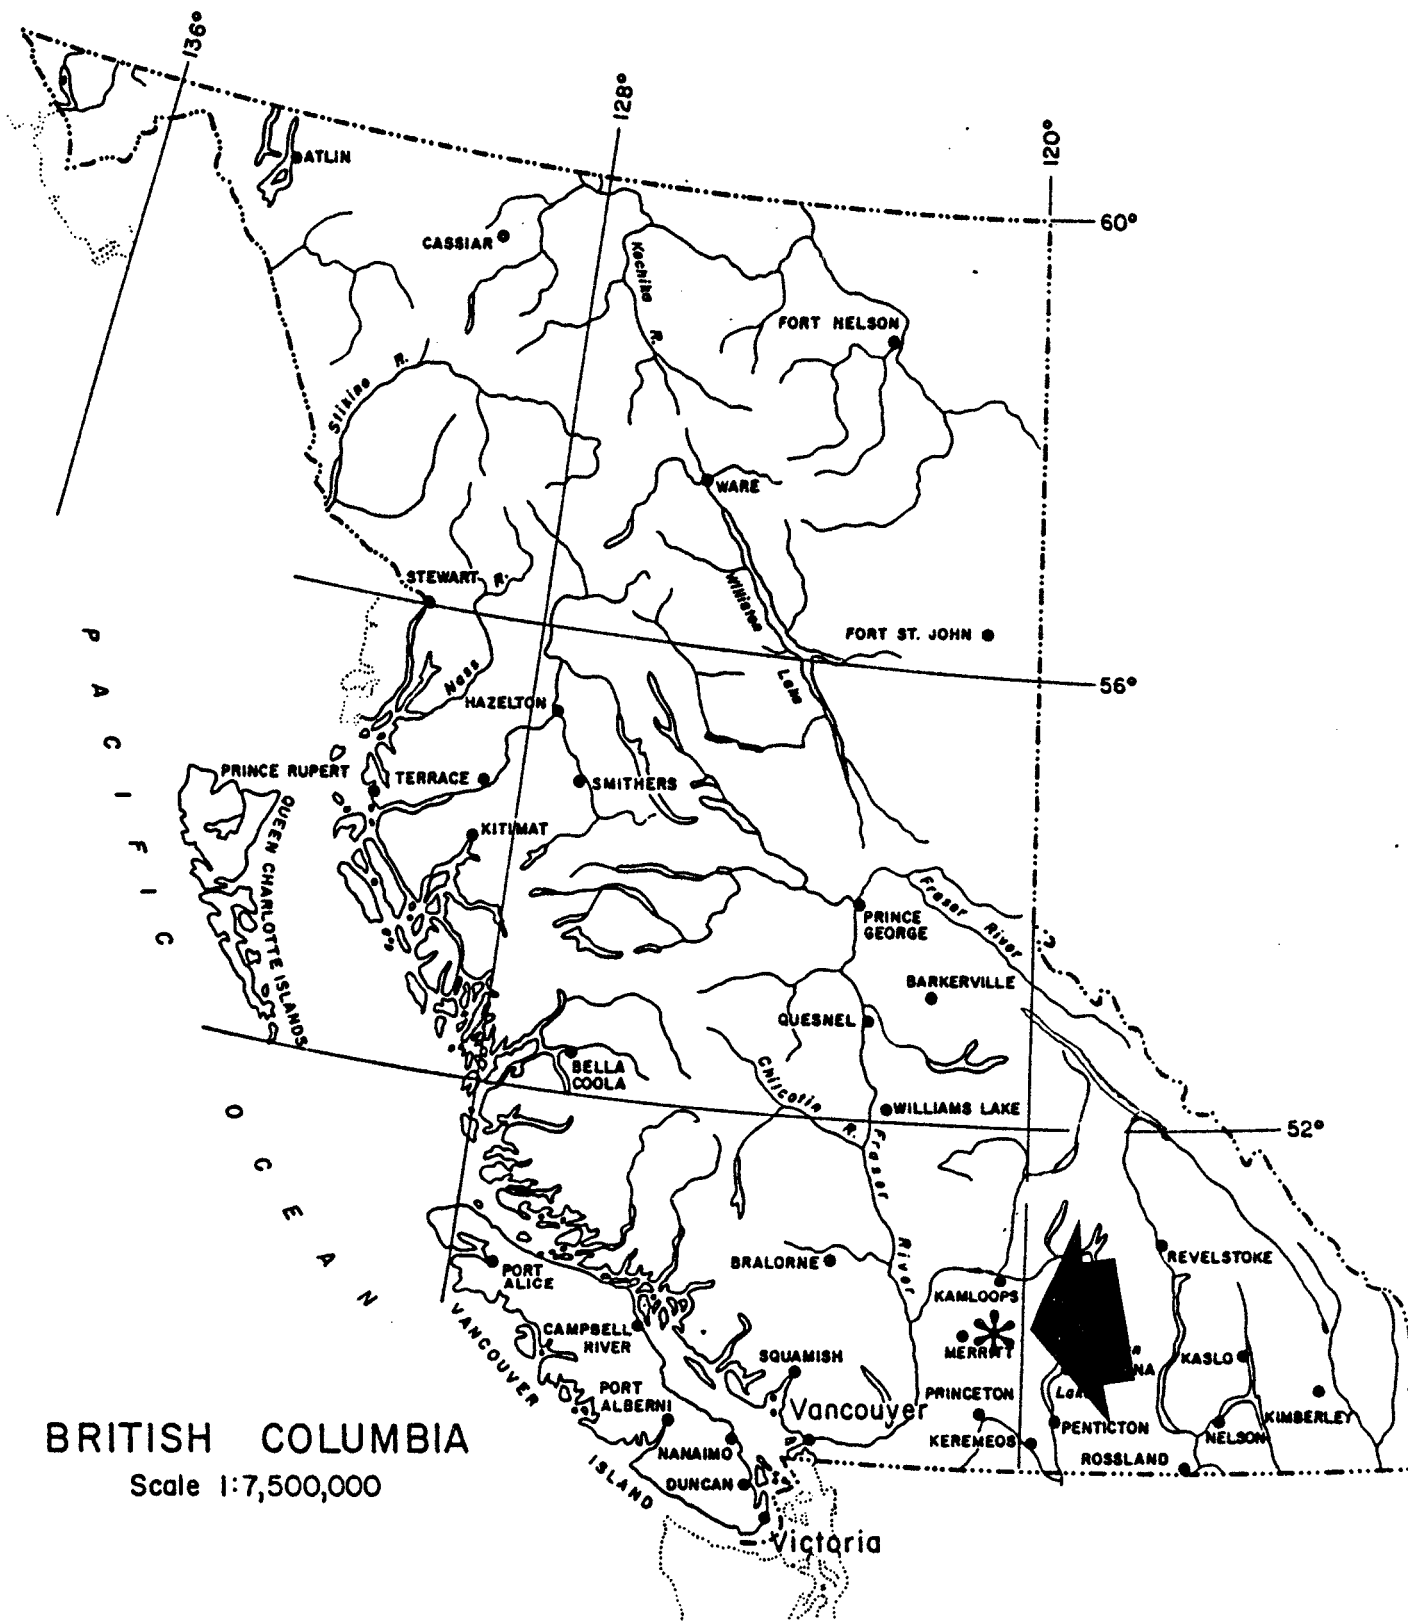 136°
128°
120°
ATLIN
60°
CASSIAR
Kechika
R.
FORT NELSON
Stikine R.
WARE
STEWART
R.
Williston
Lake
FORT ST. JOHN
56°
Nass
HAZELTON
PRINCE RUPERT
TERRACE
SMITHERS
KITIMAT
QUEEN CHARLOTTE ISLANDS
PACIFIC
OCEAN
Fraser River
PRINCE
GEORGE
BARKERVILLE
QUESNEL
BELLA
COOLA
Chilcotin
R.
WILLIAMS LAKE
52°
Fraser
River
BRALORNE
REVELSTOKE
PORT
ALICE
KAMLOOPS
VANCOUVER
ISLAND
CAMPBELL
RIVER
MERRITT
SQUAMISH
NA
KASLO
PORT
ALBERNI
PRINCETON
Vancouver
KEREMEOS
PENTICTON
KIMBERLEY
NELSON
NANAIMO
ROSSLAND
DUNCAN
Victoria
BRITISH COLUMBIA
Scale 1:7,500,000